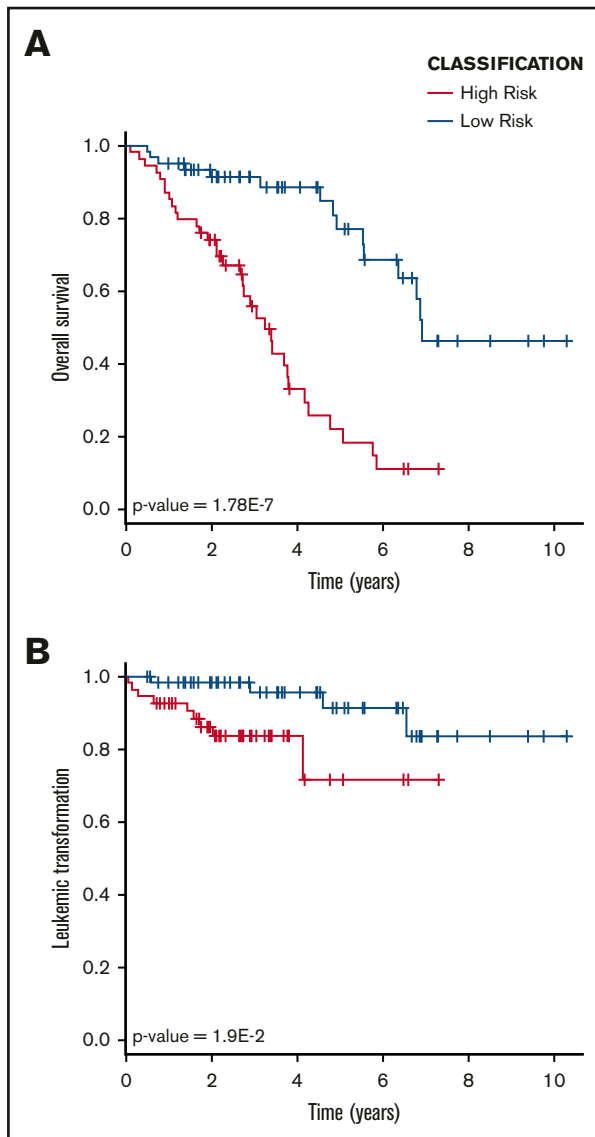 A
CLASSIFICATION
High Risk
Low Risk
1.0
0.8
0.6
0.4
0.2
0.0
Overall survival
p-value = 1.78E-7
0 2 4 6 8 10
Time (years)
B
1.0
0.8
0.6
0.4
0.2
0.0
Leukemic transformation
p-value = 1.9E-2
0 2 4 6 8 10
Time (years)